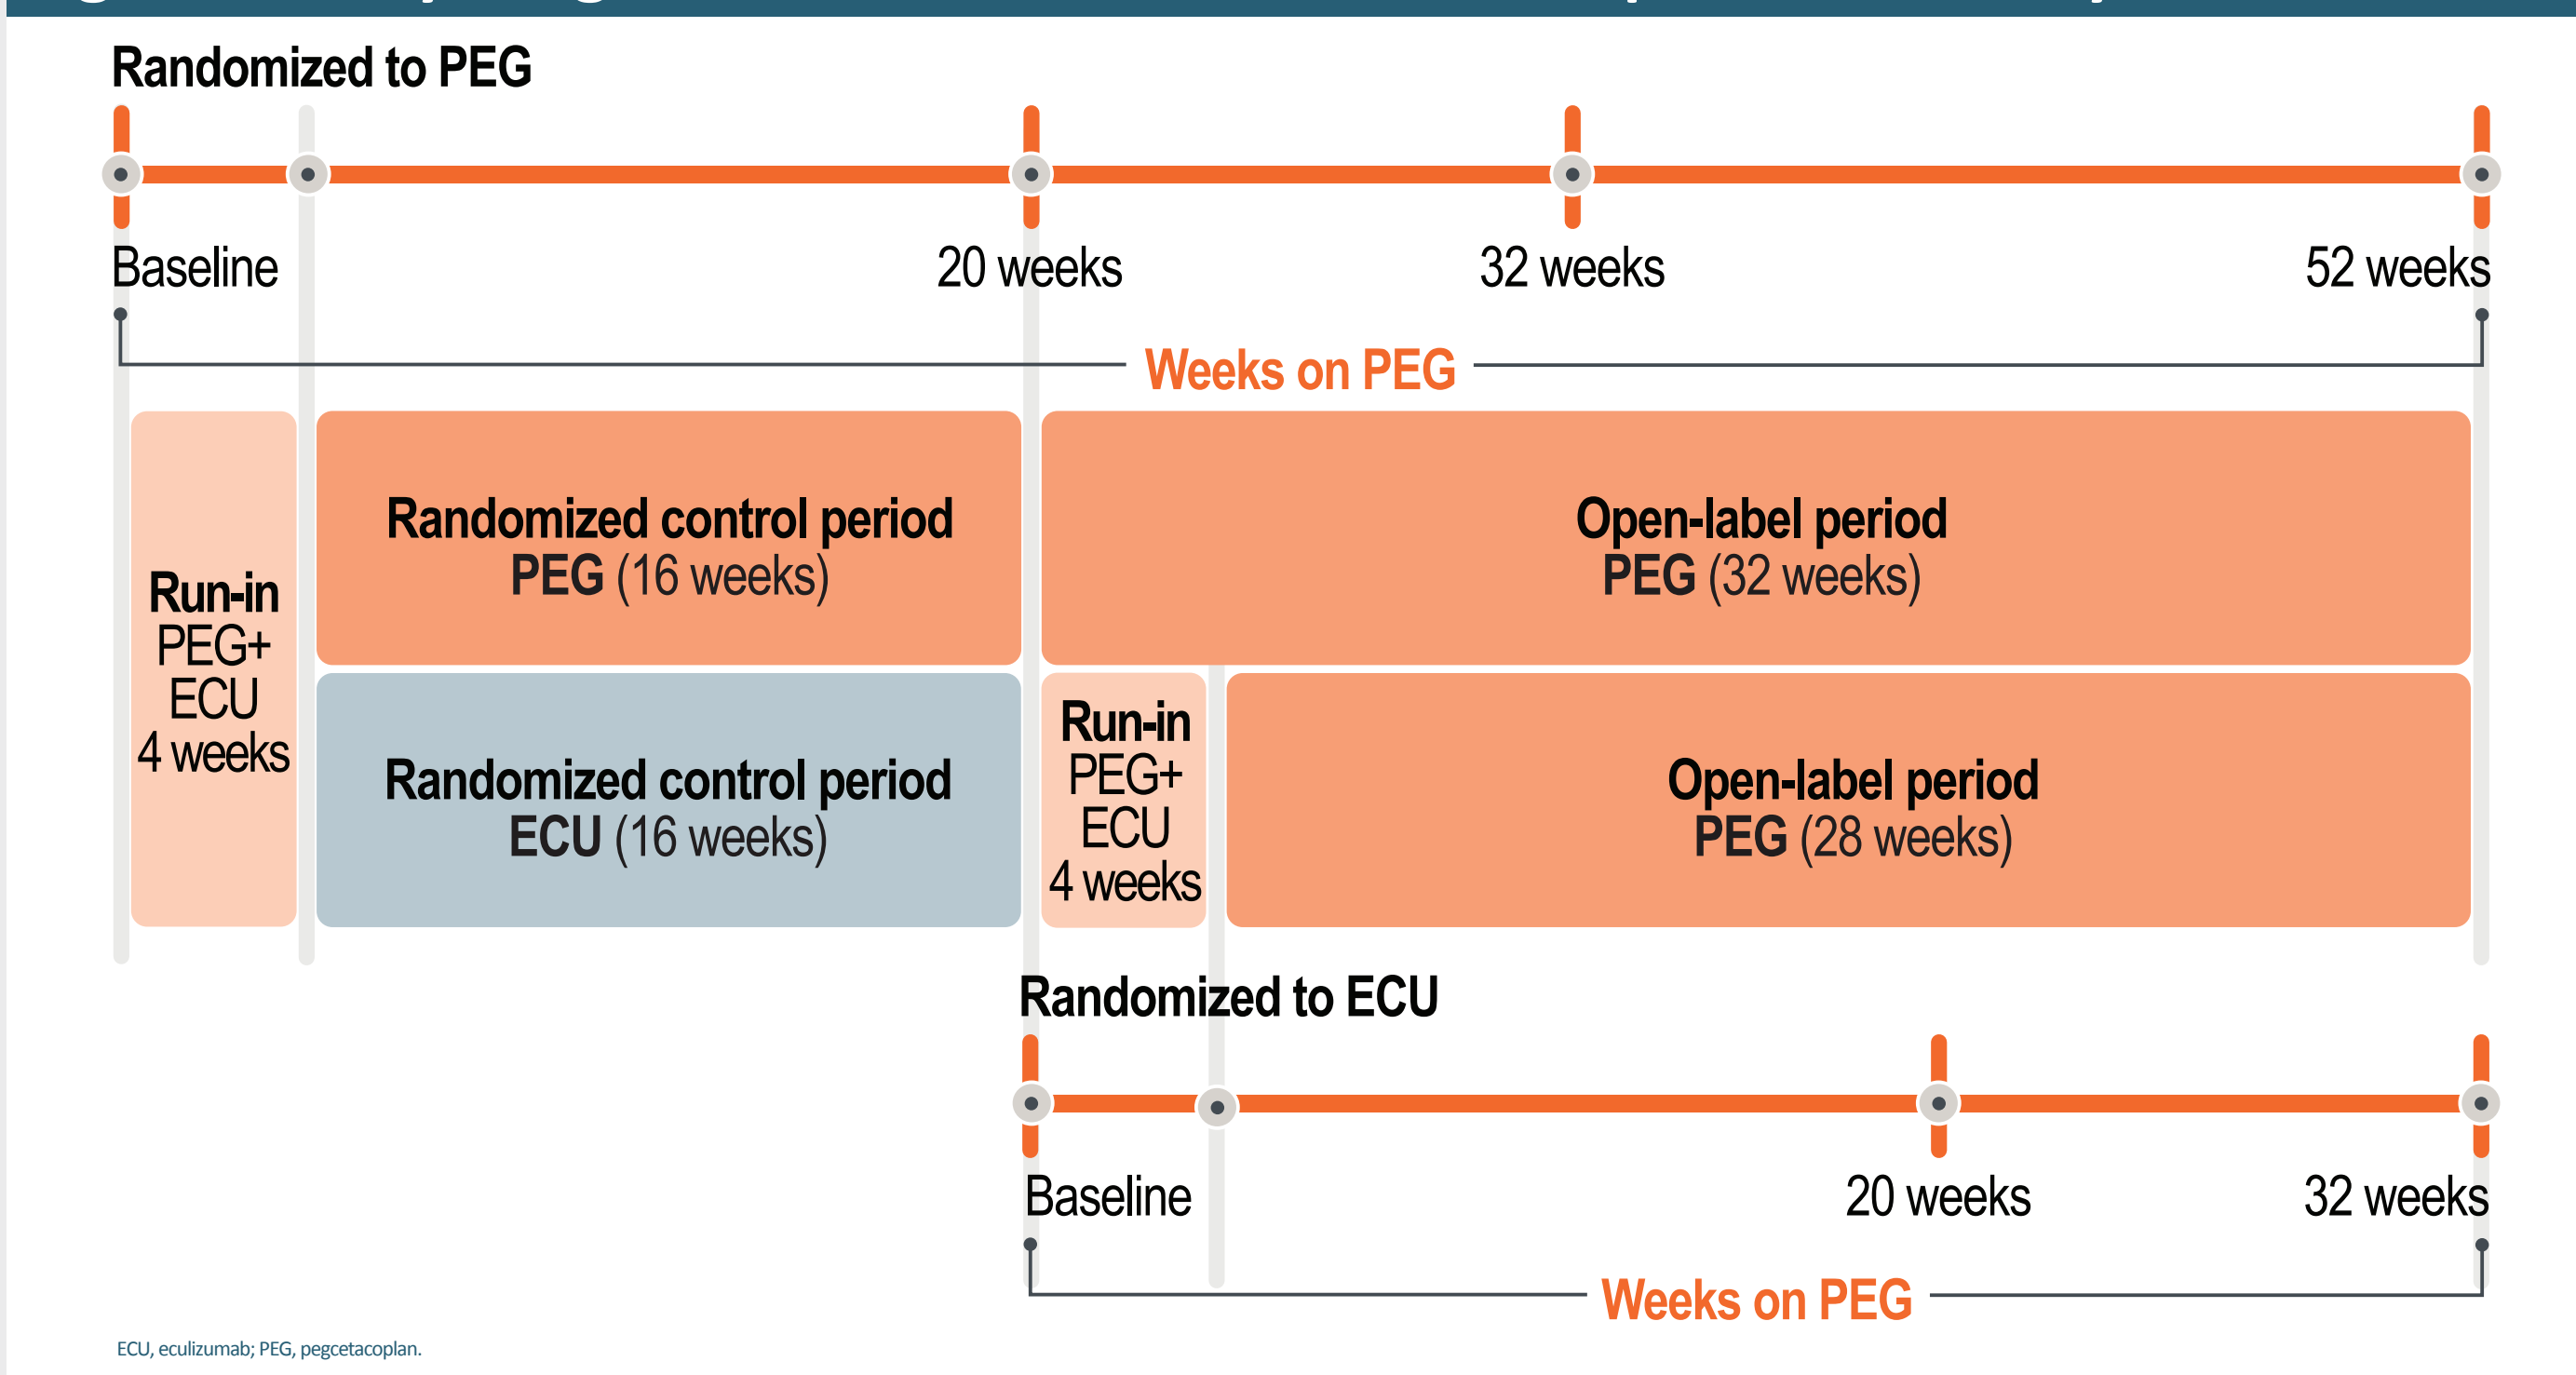 Randomized to PEG
Baseline
20 weeks
32 weeks
52 weeks
Weeks on PEG
Run-in
PEG+
ECU
4 weeks
Randomized control period
PEG (16 weeks)
Open-label period
PEG (32 weeks)
Randomized control period
ECU (16 weeks)
Run-in
PEG+
ECU
4 weeks
Open-label period
PEG (28 weeks)
Randomized to ECU
Baseline
20 weeks
32 weeks
Weeks on PEG
ECU, eculizumab; PEG, pegcetacoplan.